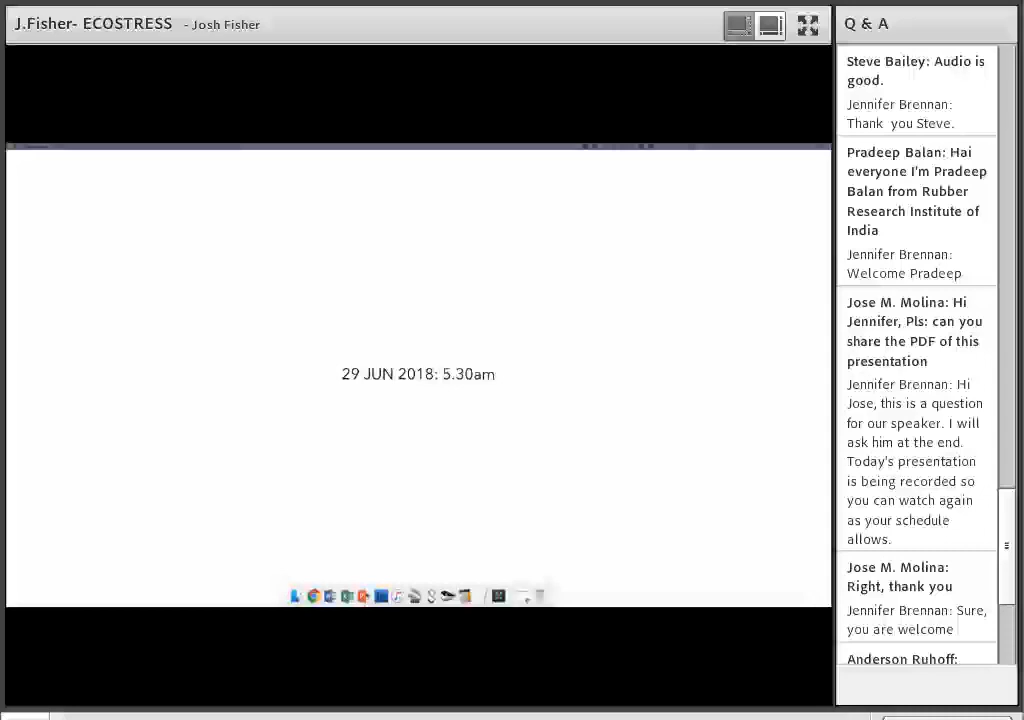 J.Fisher- ECOSTRESS - Josh Fisher
29 JUN 2018: 5.30am
Q & A
Steve Bailey: Audio is
good.
Jennifer Brennan:
Thank you Steve.
Pradeep Balan: Hai
everyone I'm Pradeep
Balan from Rubber
Research Institute of
India
Jennifer Brennan:
Welcome Pradeep
Jose M. Molina: Hi
Jennifer, Pls: can you
share the PDF of this
presentation
Jennifer Brennan: Hi
Jose, this is a question
for our speaker. I will
ask him at the end.
Today's presentation
is being recorded so
you can watch again
as your schedule
allows.
Jose M. Molina:
Right, thank you
Jennifer Brennan: Sure,
you are welcome
Anderson Ruhoff: